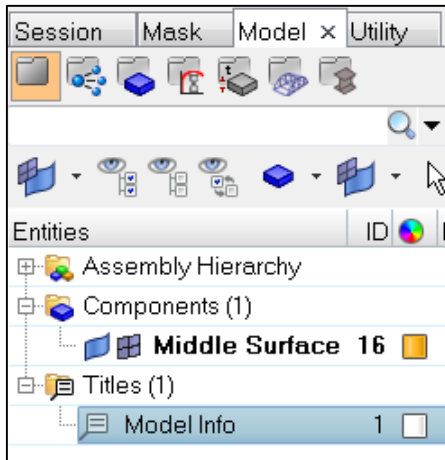 Session Mask Model × Utility
Entities ID
Assembly Hierarchy
Components (1)
Middle Surface 16
Titles (1)
Model Info 1